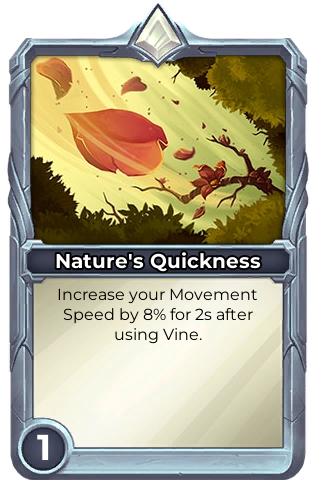 Nature's Quickness
Increase your Movement
Speed by 8% for 2s after
using Vine.
1